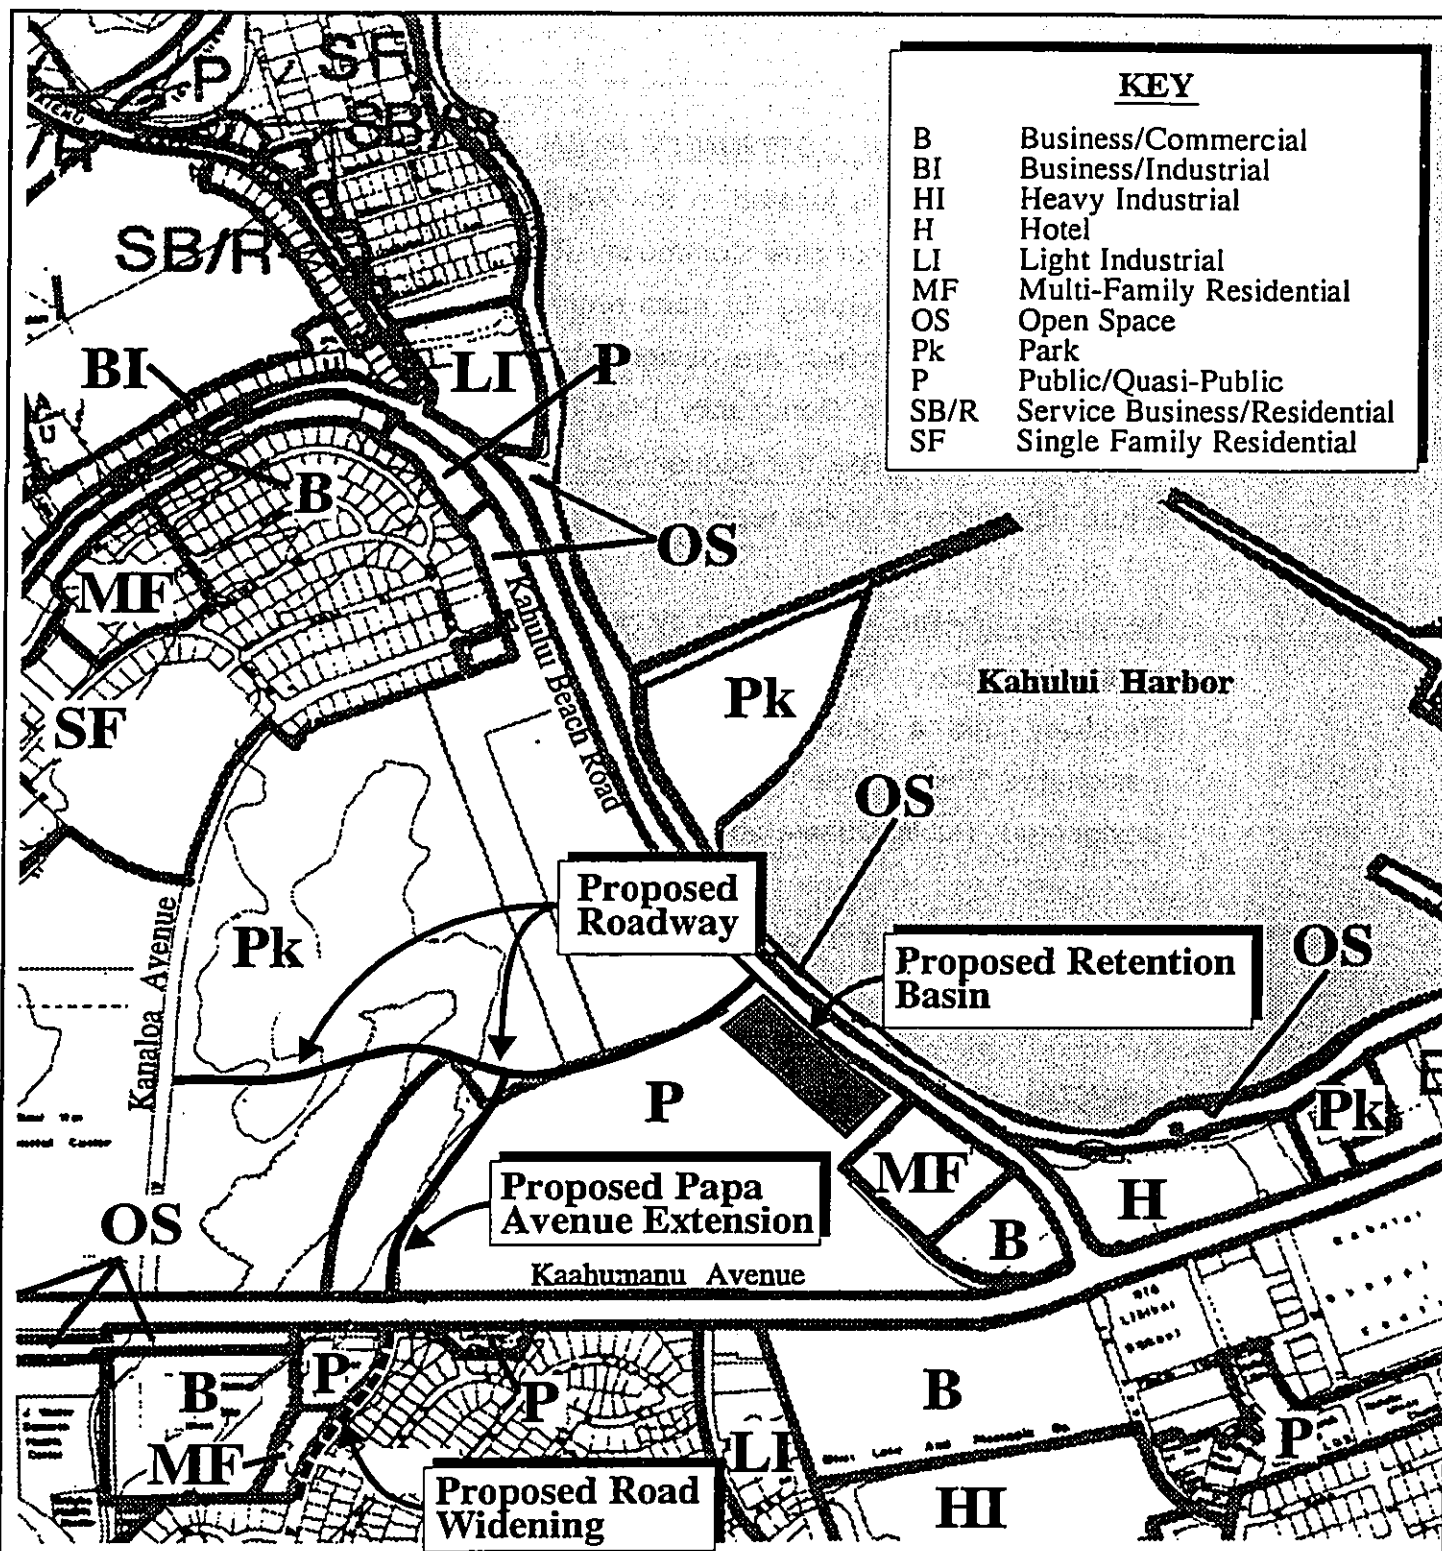 KEY
B Business/Commercial
BI Business/Industrial
HI Heavy Industrial
H Hotel
LI Light Industrial
MF Multi-Family Residential
OS Open Space
Pk Park
P Public/Quasi-Public
SB/R Service Business/Residential
SF Single Family Residential
P
SF
SB
SB/R
BI
LI
P
B
OS
MF
Kahului Beach Road
Pk
Kahului Harbor
SF
OS
Proposed
Roadway
Pk
Kanaloa Avenue
Proposed Retention
Basin
OS
P
Pk
MF
Proposed Papa
Avenue Extension
H
OS
B
Kaahumanu Avenue
P
B
P
B
MF
LI
P
Proposed Road
Widening
HI